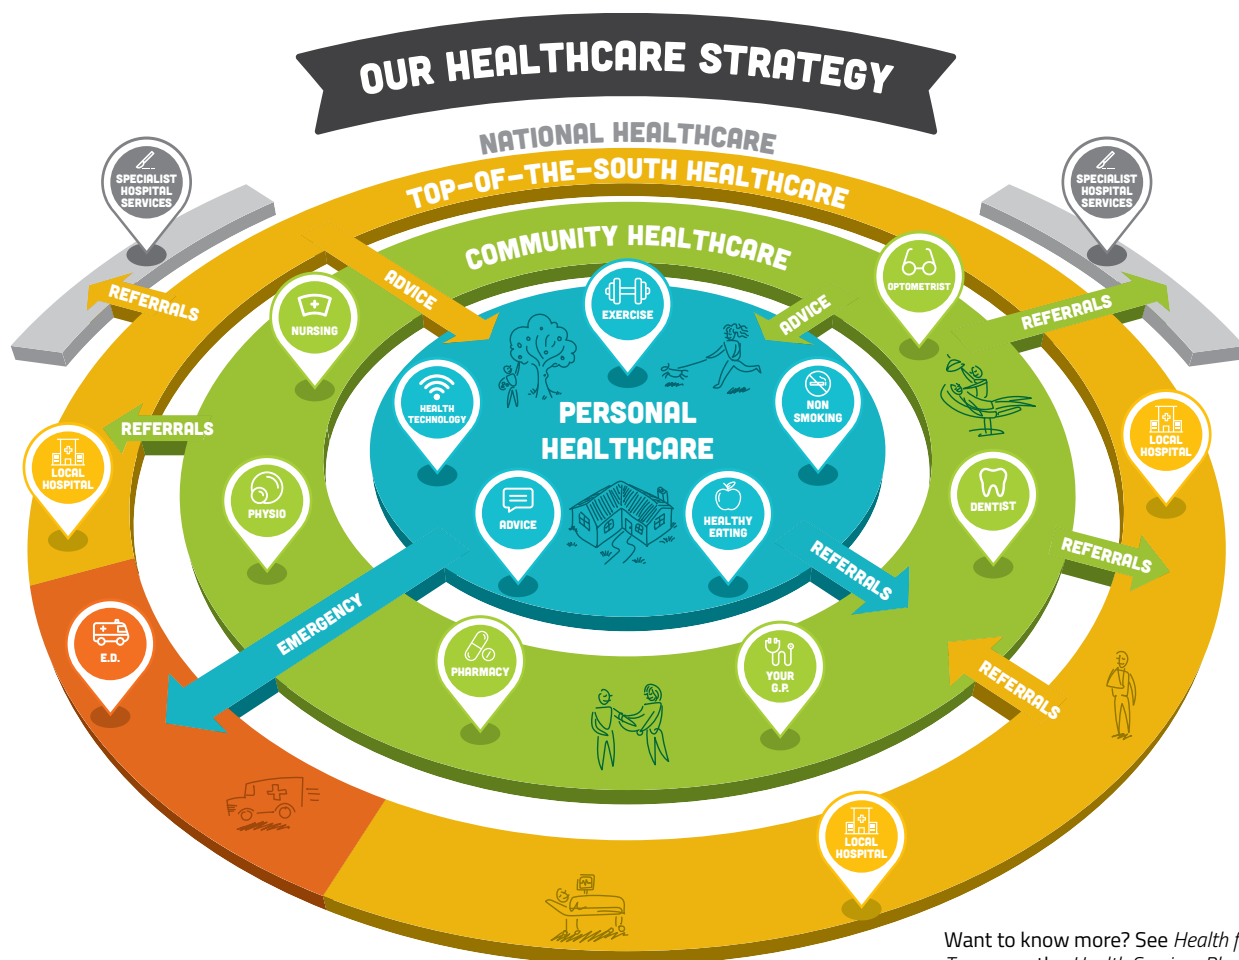 OUR HEALTHCARE STRATEGY
NATIONAL HEALTHCARE
TOP-OF-THE-SOUTH HEALTHCARE
COMMUNITY HEALTHCARE
SPECIALIST
HOSPITAL
SERVICES
SPECIALIST
HOSPITAL
SERVICES
REFERRALS
ADVICE
NURSING
EXERCISE
ADVICE
OPTOMETRIST
REFERRALS
HEALTH
TECHNOLOGY
NON
SMOKING
PERSONAL
HEALTHCARE
REFERRALS
LOCAL
HOSPITAL
LOCAL
HOSPITAL
PHYSIO
ADVICE
HEALTHY
EATING
DENTIST
REFERRALS
REFERRALS
EMERGENCY
E.D.
PHARMACY
YOUR
G.P.
REFERRALS
LOCAL
HOSPITAL
Want to know more? See Health